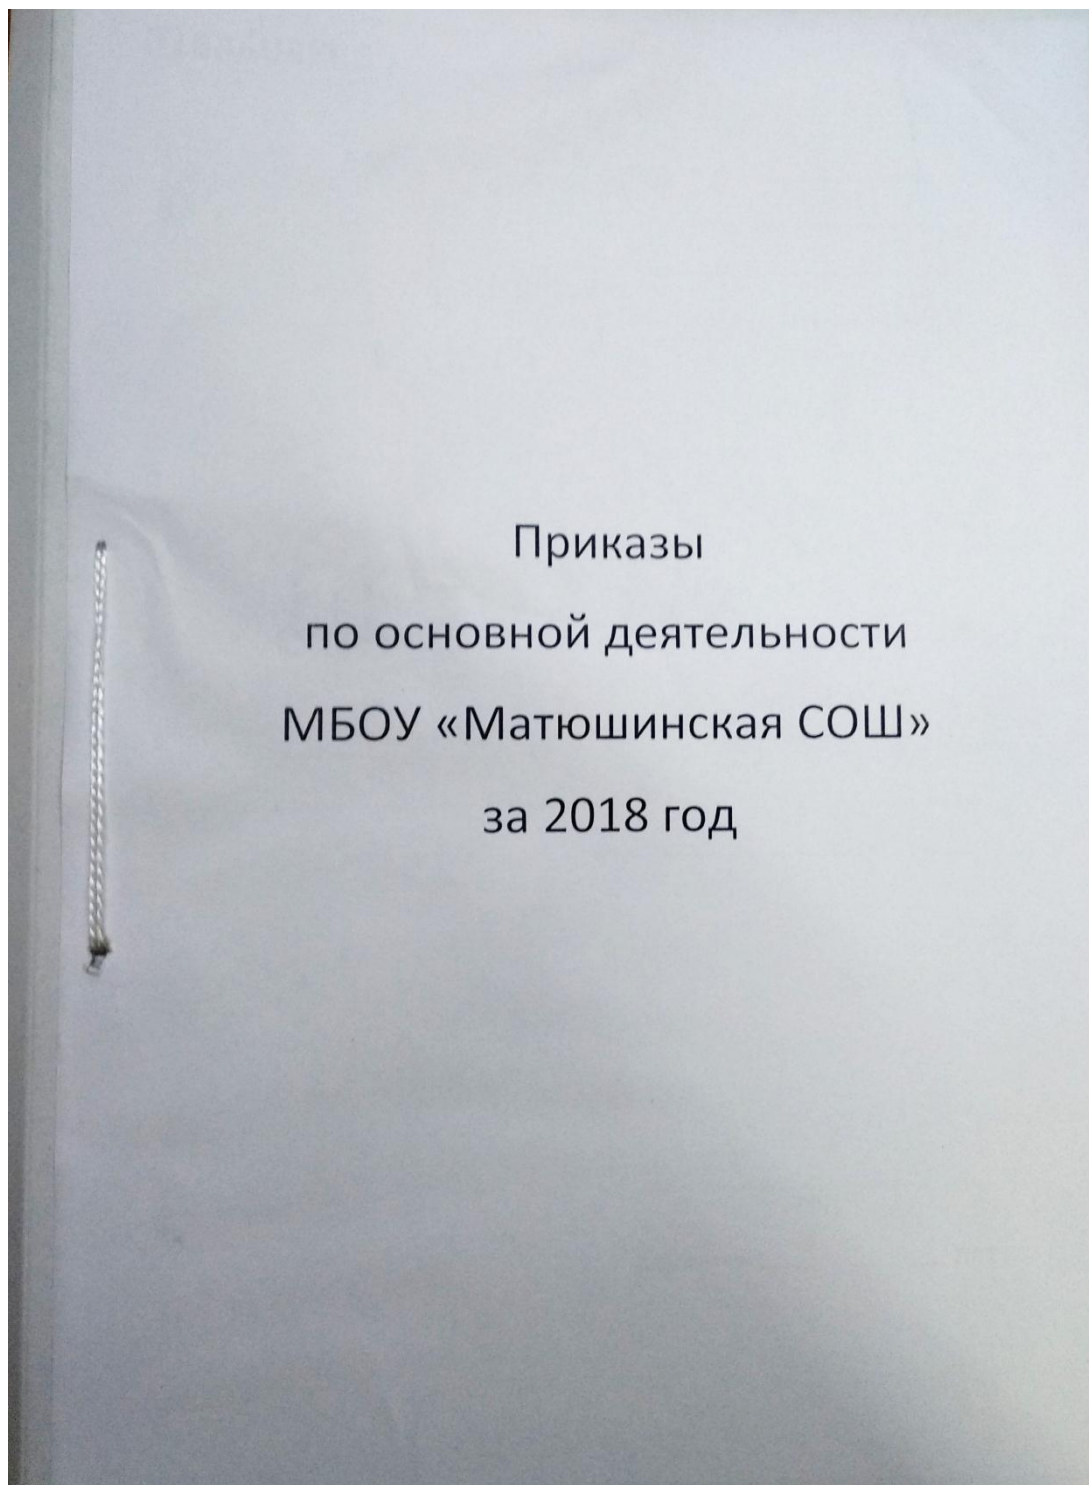 Приказы
по основной деятельности
МБОУ «Матюшинская СОШ»
за 2018 год